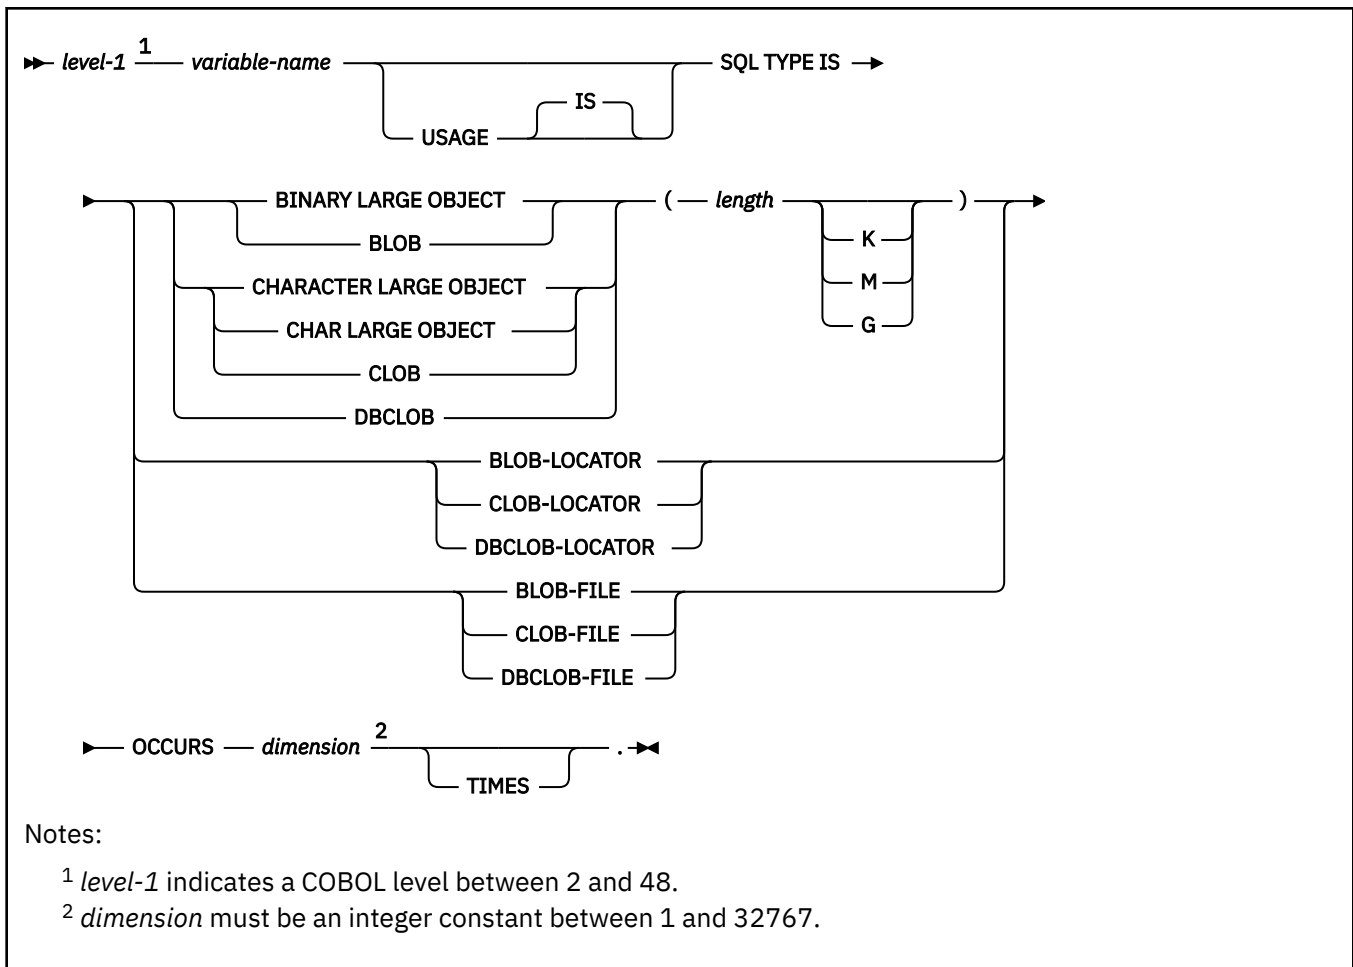 level-1 1 variable-name SQL TYPE IS
IS
USAGE
BINARY LARGE OBJECT ( length )
BLOB K
CHARACTER LARGE OBJECT M
CHAR LARGE OBJECT G
CLOB
DBCLOB
BLOB-LOCATOR
CLOB-LOCATOR
DBCLOB-LOCATOR
BLOB-FILE
CLOB-FILE
DBCLOB-FILE
OCCURS dimension 2 .
TIMES
Notes:
1 level-1 indicates a COBOL level between 2 and 48.
2 dimension must be an integer constant between 1 and 32767.